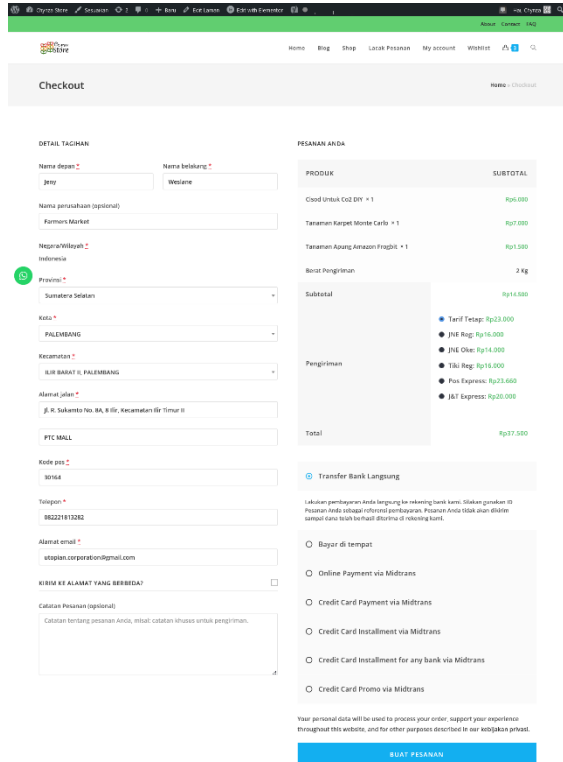 Otynza Store Sesuaikan 2 0 + Baru Edit Laman Edit with Elementor
About Contact FAQ
Store
Home Blog Shop Lacak Pesanan My account Wishlist
Checkout
Home Checkout
DETAIL TAGIHAN
PESANAN ANDA
Nama depan *
Nama belakang *
Jeny
Weslane
Nama perusahaan (opsional)
Farmers Market
Negara/Wilayah *
Indonesia
Provinsi *
Sumatera Selatan
Kota *
PALEMBANG
Kecamatan *
ILIR BARAT II, PALEMBANG
Alamat jalan *
Jl. R. Sukamto No. 8A, 8 Ilir, Kecamatan Ilir Timur II
PTC MALL
Kode pos *
30164
Telepon *
082221813282
Alamat email *
utopian.corporation@gmail.com
KIRIM KE ALAMAT YANG BERBEDA?
Catatan Pesanan (opsional)
Catatan tentang pesanan Anda, misal: catatan khusus untuk pengiriman.
PRODUK SUBTOTAL
Cisod Untuk Co2 DIY × 1 Rp6.000
Tanaman Karpet Monte Carlo × 1 Rp7.000
Tanaman Apung Amazon Frogbit × 1 Rp1.500
Berat Pengiriman 2 Kg
Subtotal Rp14.500
Pengiriman
Tarif Tetap: Rp23.000
JNE Reg: Rp16.000
JNE Oke: Rp14.000
Tiki Reg: Rp18.000
Pos Express: Rp23.660
J&T Express: Rp20.000
Total Rp37.500
Transfer Bank Langsung
Lakukan pembayaran Anda langsung ke rekening bank kami. Silakan gunakan ID
Pesanan Anda sebagai referensi pembayaran. Pesanan Anda tidak akan dikirim
sampai dana telah berhasil diterima di rekening kami.
Bayar di tempat
Online Payment via Midtrans
Credit Card Payment via Midtrans
Credit Card Installment via Midtrans
Credit Card Installment for any bank via Midtrans
Credit Card Promo via Midtrans
Your personal data will be used to process your order, support your experience
throughout this website, and for other purposes described in our kebijakan privasi.
BUAT PESANAN